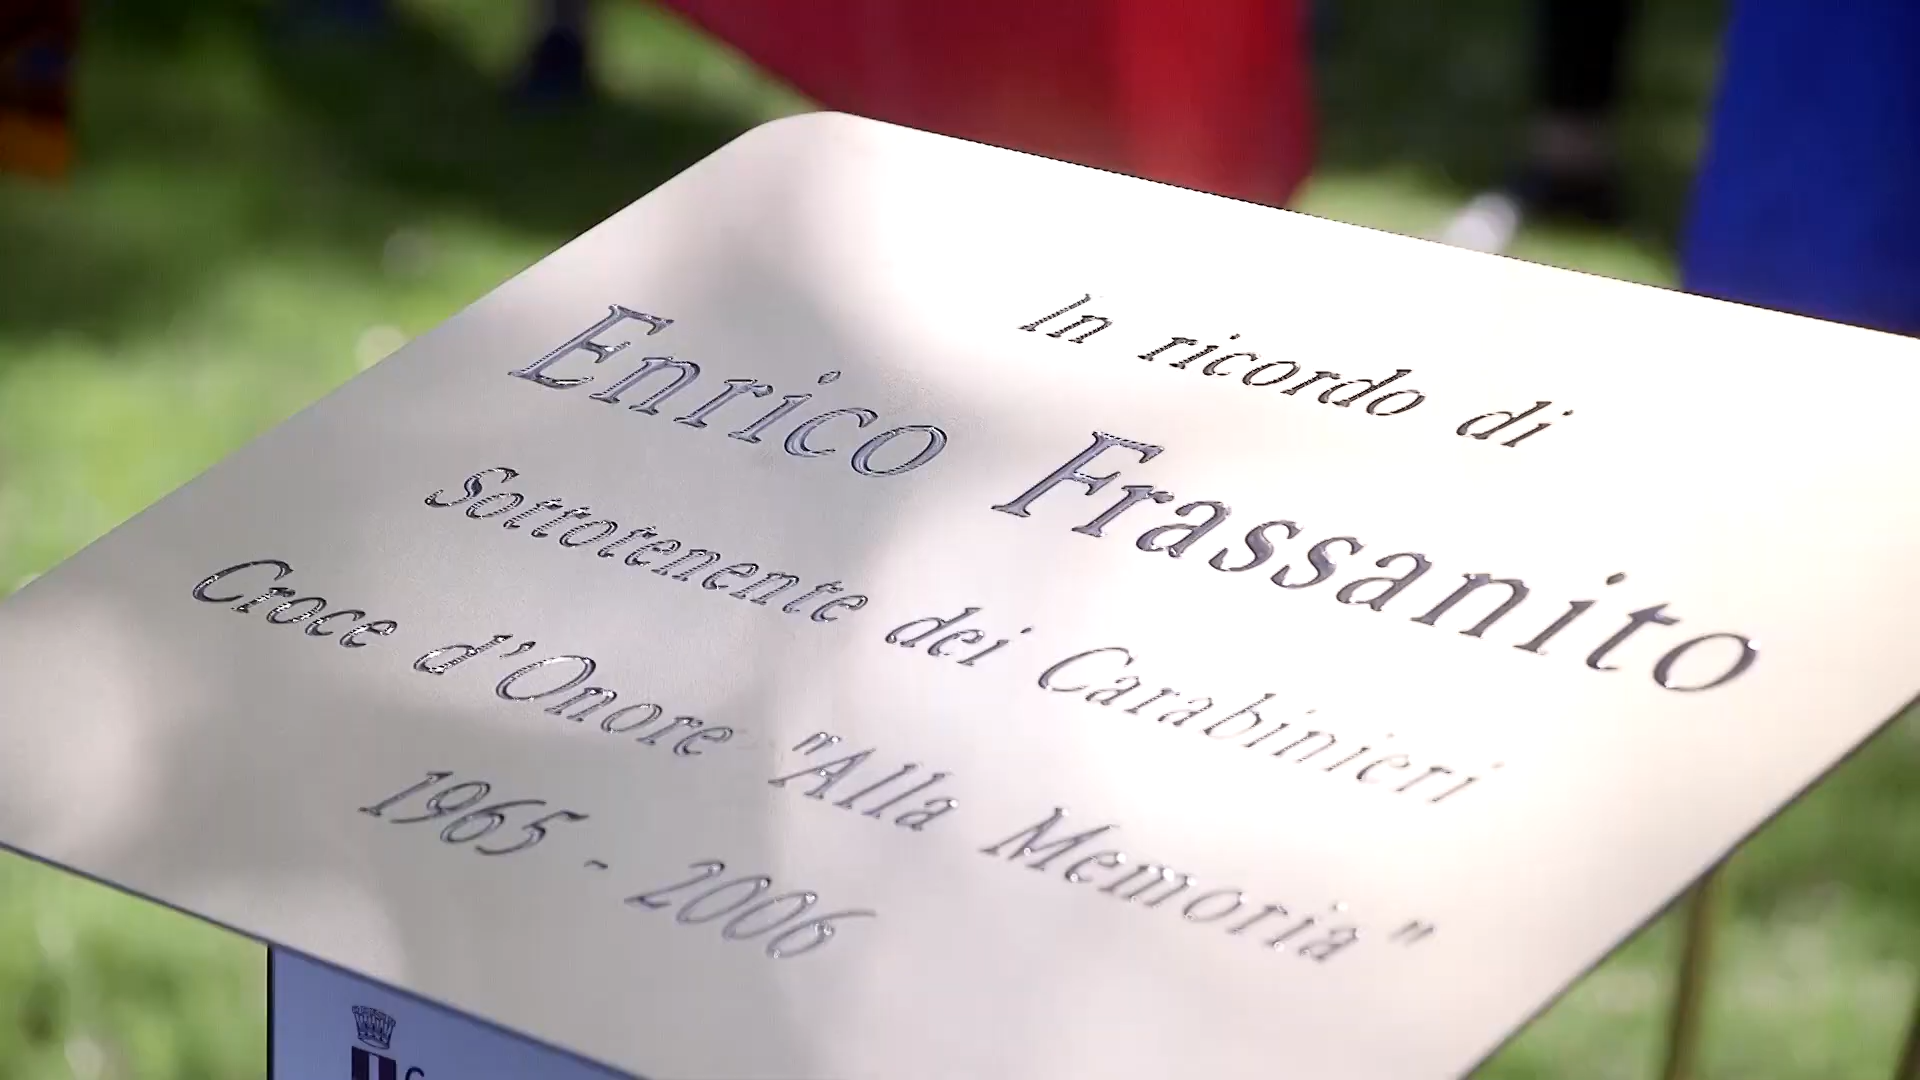 In ricordo di
Enrico Frassanito
Sottotenente dei Carabinieri
Croce d'Onore "Alla Memoria"
1965 - 2006